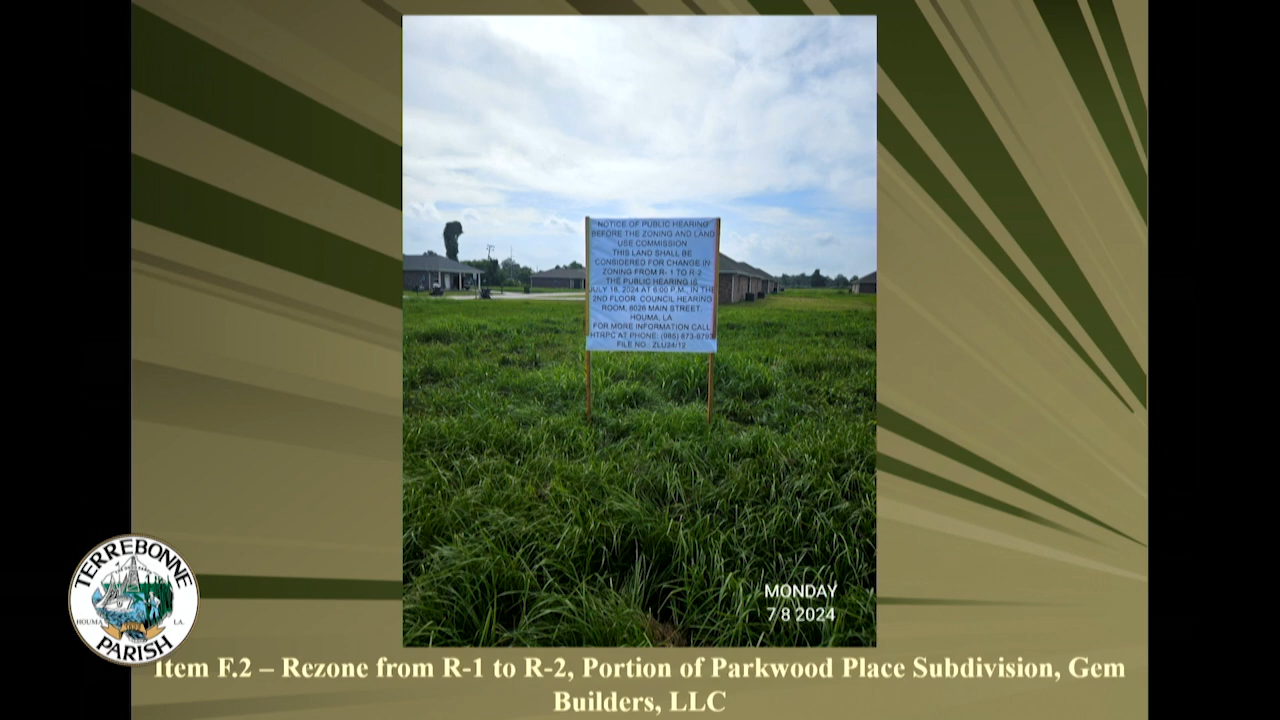 NOTICE OF PUBLIC HEARING
BEFORE THE ZONING AND LAND
USE COMMISSION
THIS LAND SHALL BE
CONSIDERED FOR CHANGE IN
ZONING FROM R- 1 TO R-2
THE PUBLIC HEARING IS
JULY 18, 2024 AT 6:00 P.M., IN THE
2ND FLOOR COUNCIL HEARING
ROOM, 8026 MAIN STREET,
HOUMA, LA
FOR MORE INFORMATION CALL
HTRPC AT PHONE: (985) 873-6793
FILE NO.: ZLU24/12
MONDAY
7 8 2024
TERREBONNE
HOUMA LA.
PARISH
Item F.2 – Rezone from R-1 to R-2, Portion of Parkwood Place Subdivision, Gem
Builders, LLC